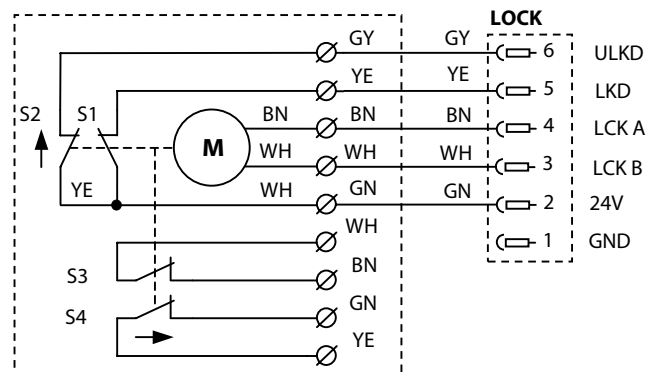 LOCK
GY GY 6 ULKD
YE YE 5 LKD
S2 S1 BN BN BN 4 LCK A
M WH WH WH 3 LCK B
YE WH GN GN 2 24V
WH 1 GND
S3 BN
S4 GN
YE